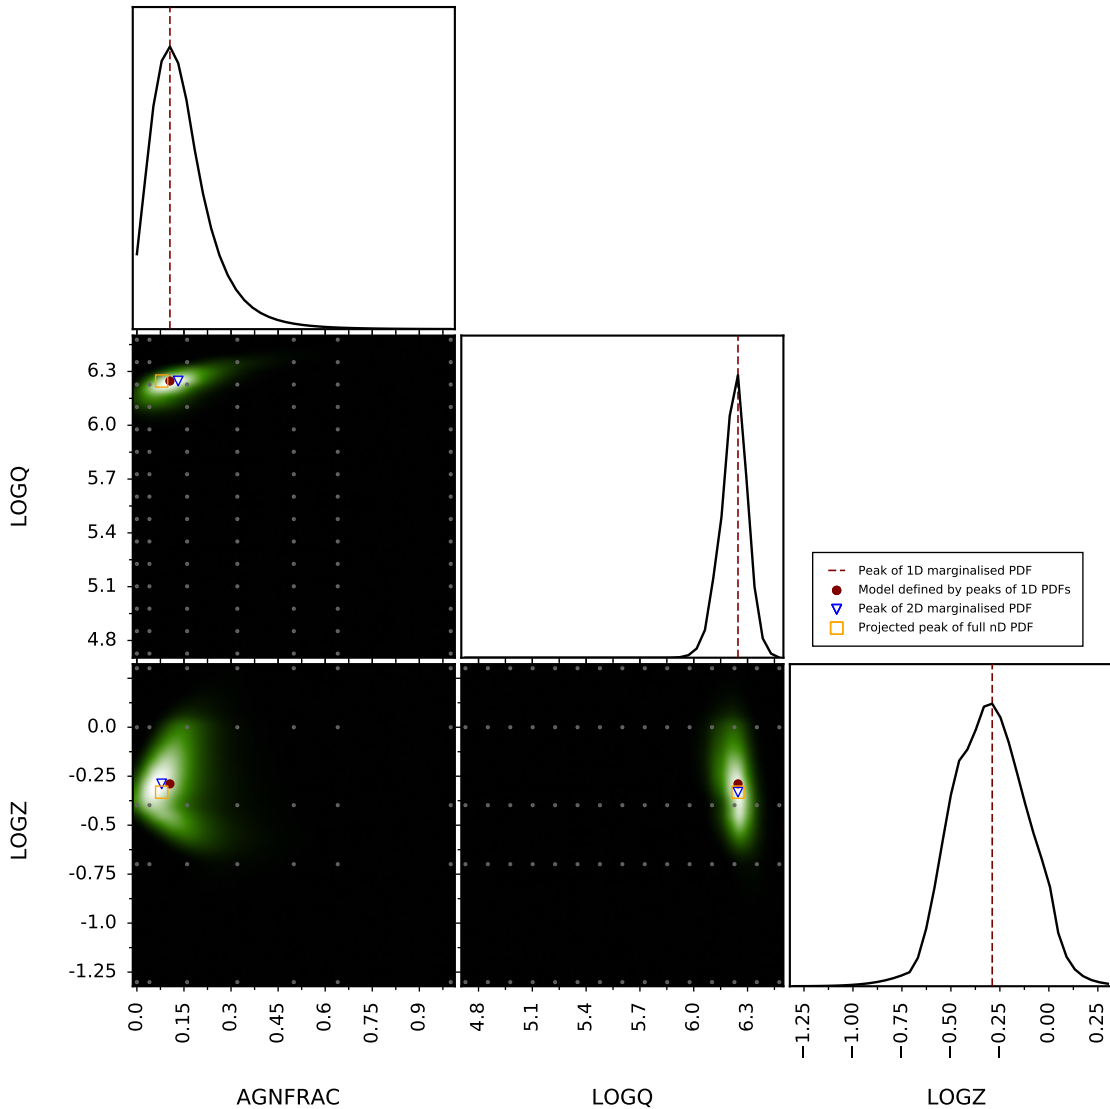 6.3
6.0
5.7
5.4
5.1
4.8
LOGQ
Peak of 1D marginalised PDF
Model defined by peaks of 1D PDFs
Peak of 2D marginalised PDF
Projected peak of full nD PDF
0.0
-0.25
-0.5
-0.75
-1.0
-1.25
LOGZ
0.0 0.15 0.3 0.45 0.6 0.75 0.9
4.8 5.1 5.4 5.7 6.0 6.3
−1.25 −1.00 −0.75 −0.50 −0.25 0.00 0.25
AGNFRAC LOGQ LOGZ